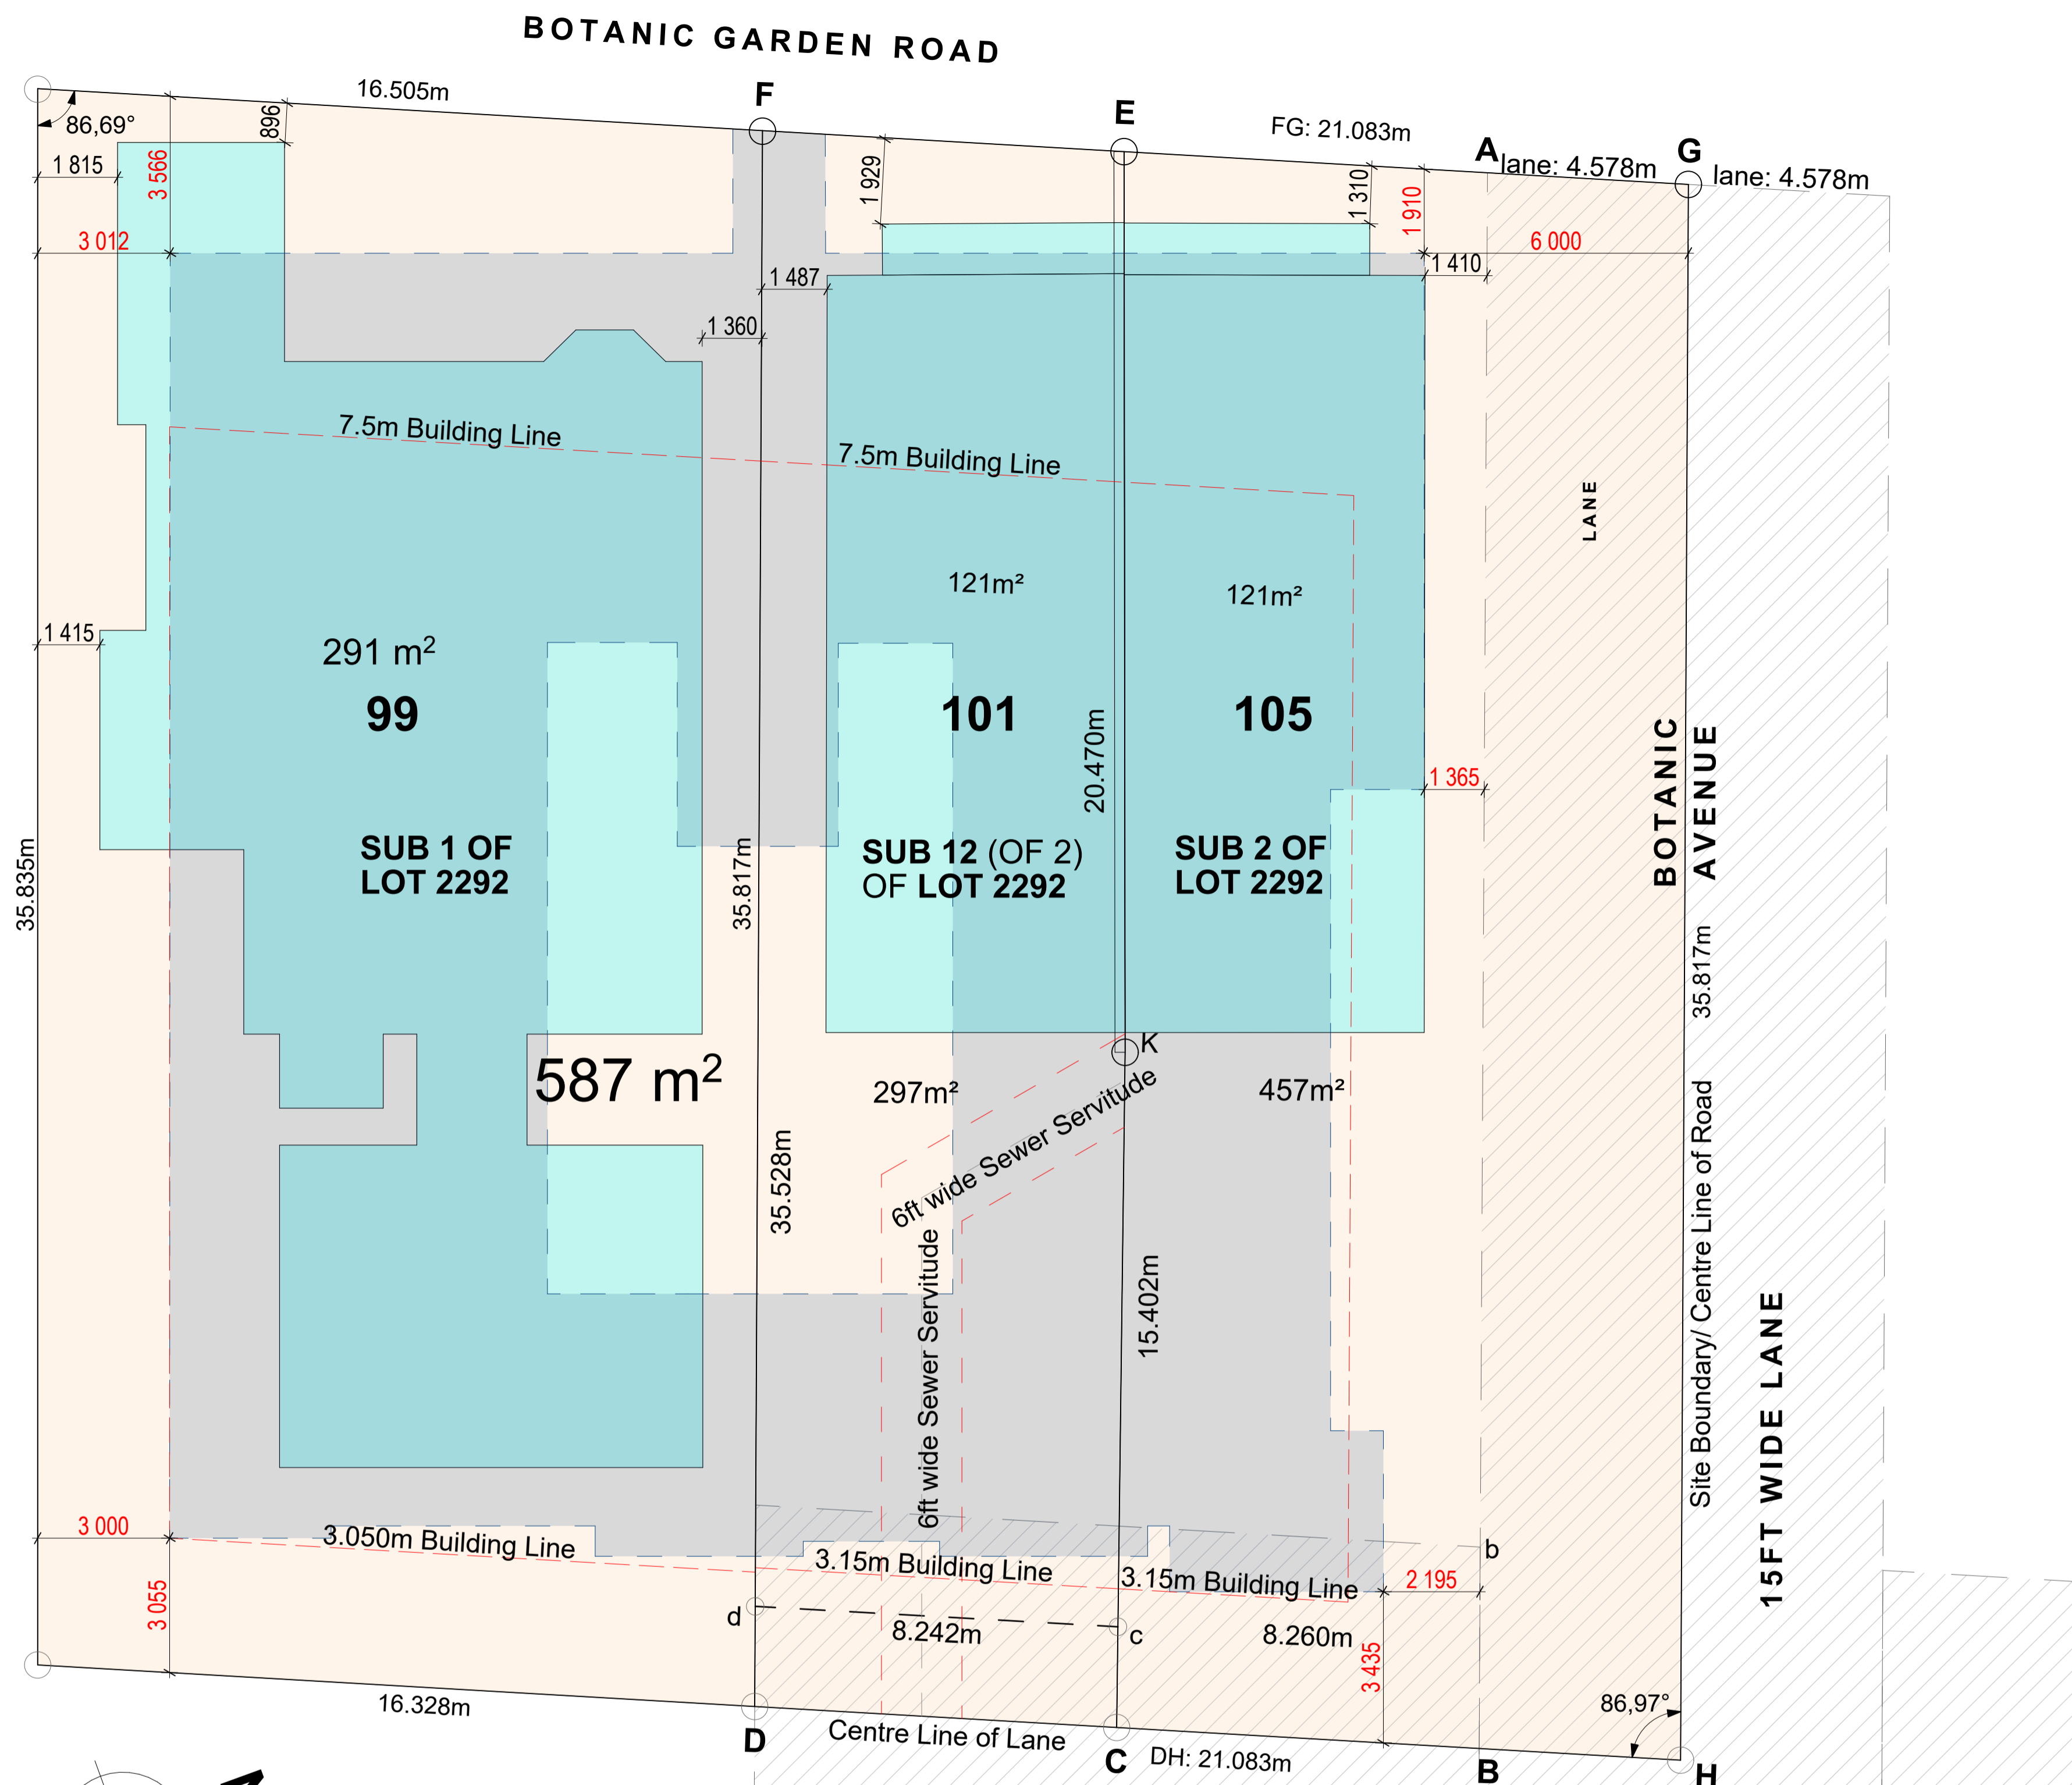 BOTANIC GARDEN ROAD
16.505m
F
E
FG: 21.083m
A
lane: 4.578m
G
lane: 4.578m
86,69°
896
1 815
3 566
1 929
1 310
1 910
3 012
6 000
1 410
1 487
1 360
7.5m Building Line
7.5m Building Line
LANE
121m²
121m²
1 415
291 m²
99
101
105
20.470m
1 365
BOTANIC
AVENUE
35.835m
SUB 1 OF
LOT 2292
35.817m
SUB 12 (OF 2)
OF LOT 2292
SUB 2 OF
LOT 2292
35.817m
K
587 m²
297m²
457m²
6ft wide Sewer Servitude
35.528m
15.402m
6ft wide Sewer Servitude
Site Boundary/ Centre Line of Road
15FT WIDE LANE
3 000
3.050m Building Line
3.15m Building Line
3.15m Building Line
b
2 195
3 055
d
8.242m
c
8.260m
3 435
16.328m
86,97°
D
Centre Line of Lane
C
DH: 21.083m
B
H